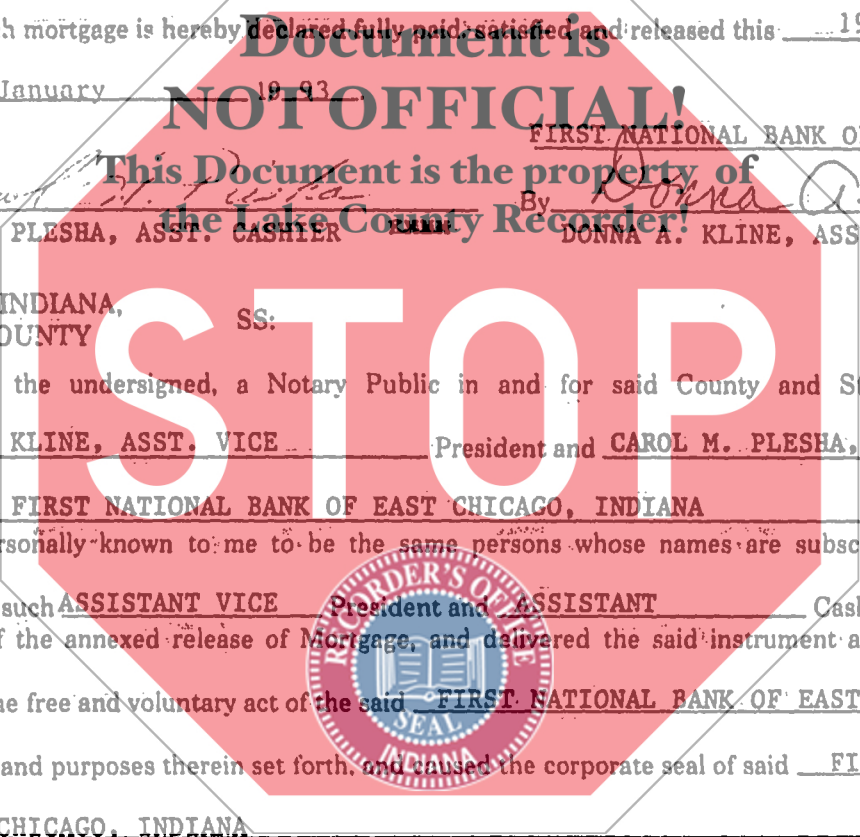 h mortgage is hereby declared fully paid, satisfied and released this 19
Document is
January 19 93
NOT OFFICIAL!
FIRST NATIONAL BANK O
This Document is the property of
By Donna A.
the Lake County Recorder!
PLESHA, ASST. CASHIER DONNA A. KLINE, ASS
STOP
INDIANA, SS:
OUNTY
the undersigned, a Notary Public in and for said County and St
KLINE, ASST. VICE President and CAROL M. PLESHA,
FIRST NATIONAL BANK OF EAST CHICAGO, INDIANA
rsonally known to me to be the same persons whose names are subsc
such ASSISTANT VICE President and ASSISTANT Cash
f the annexed release of Mortgage, and delivered the said instrument a
ne free and voluntary act of the said FIRST NATIONAL BANK OF EAST
and purposes therein set forth, and caused the corporate seal of said FI
CHICAGO, INDIANA
RECORDER'S OFFICE
SEAL
INDIANA